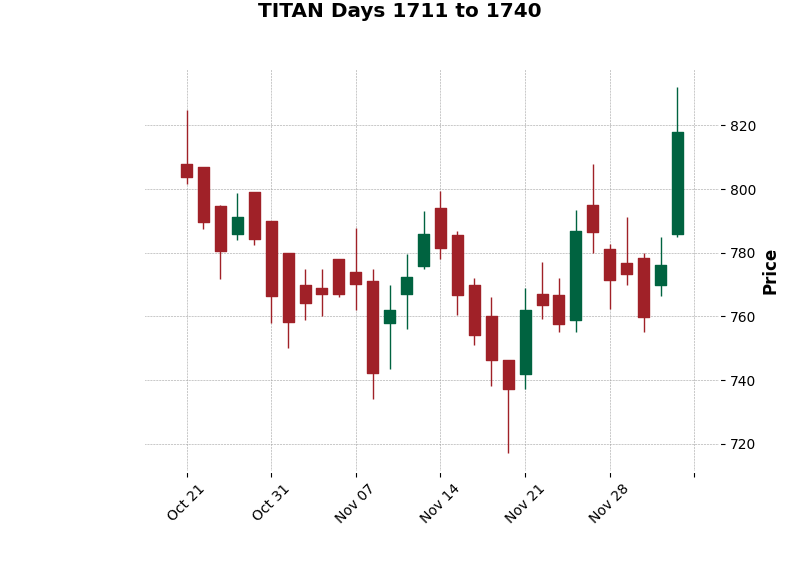 TITAN Days 1711 to 1740
820
800
780
760
740
720
Price
Oct 21
Oct 31
Nov 07
Nov 14
Nov 21
Nov 28